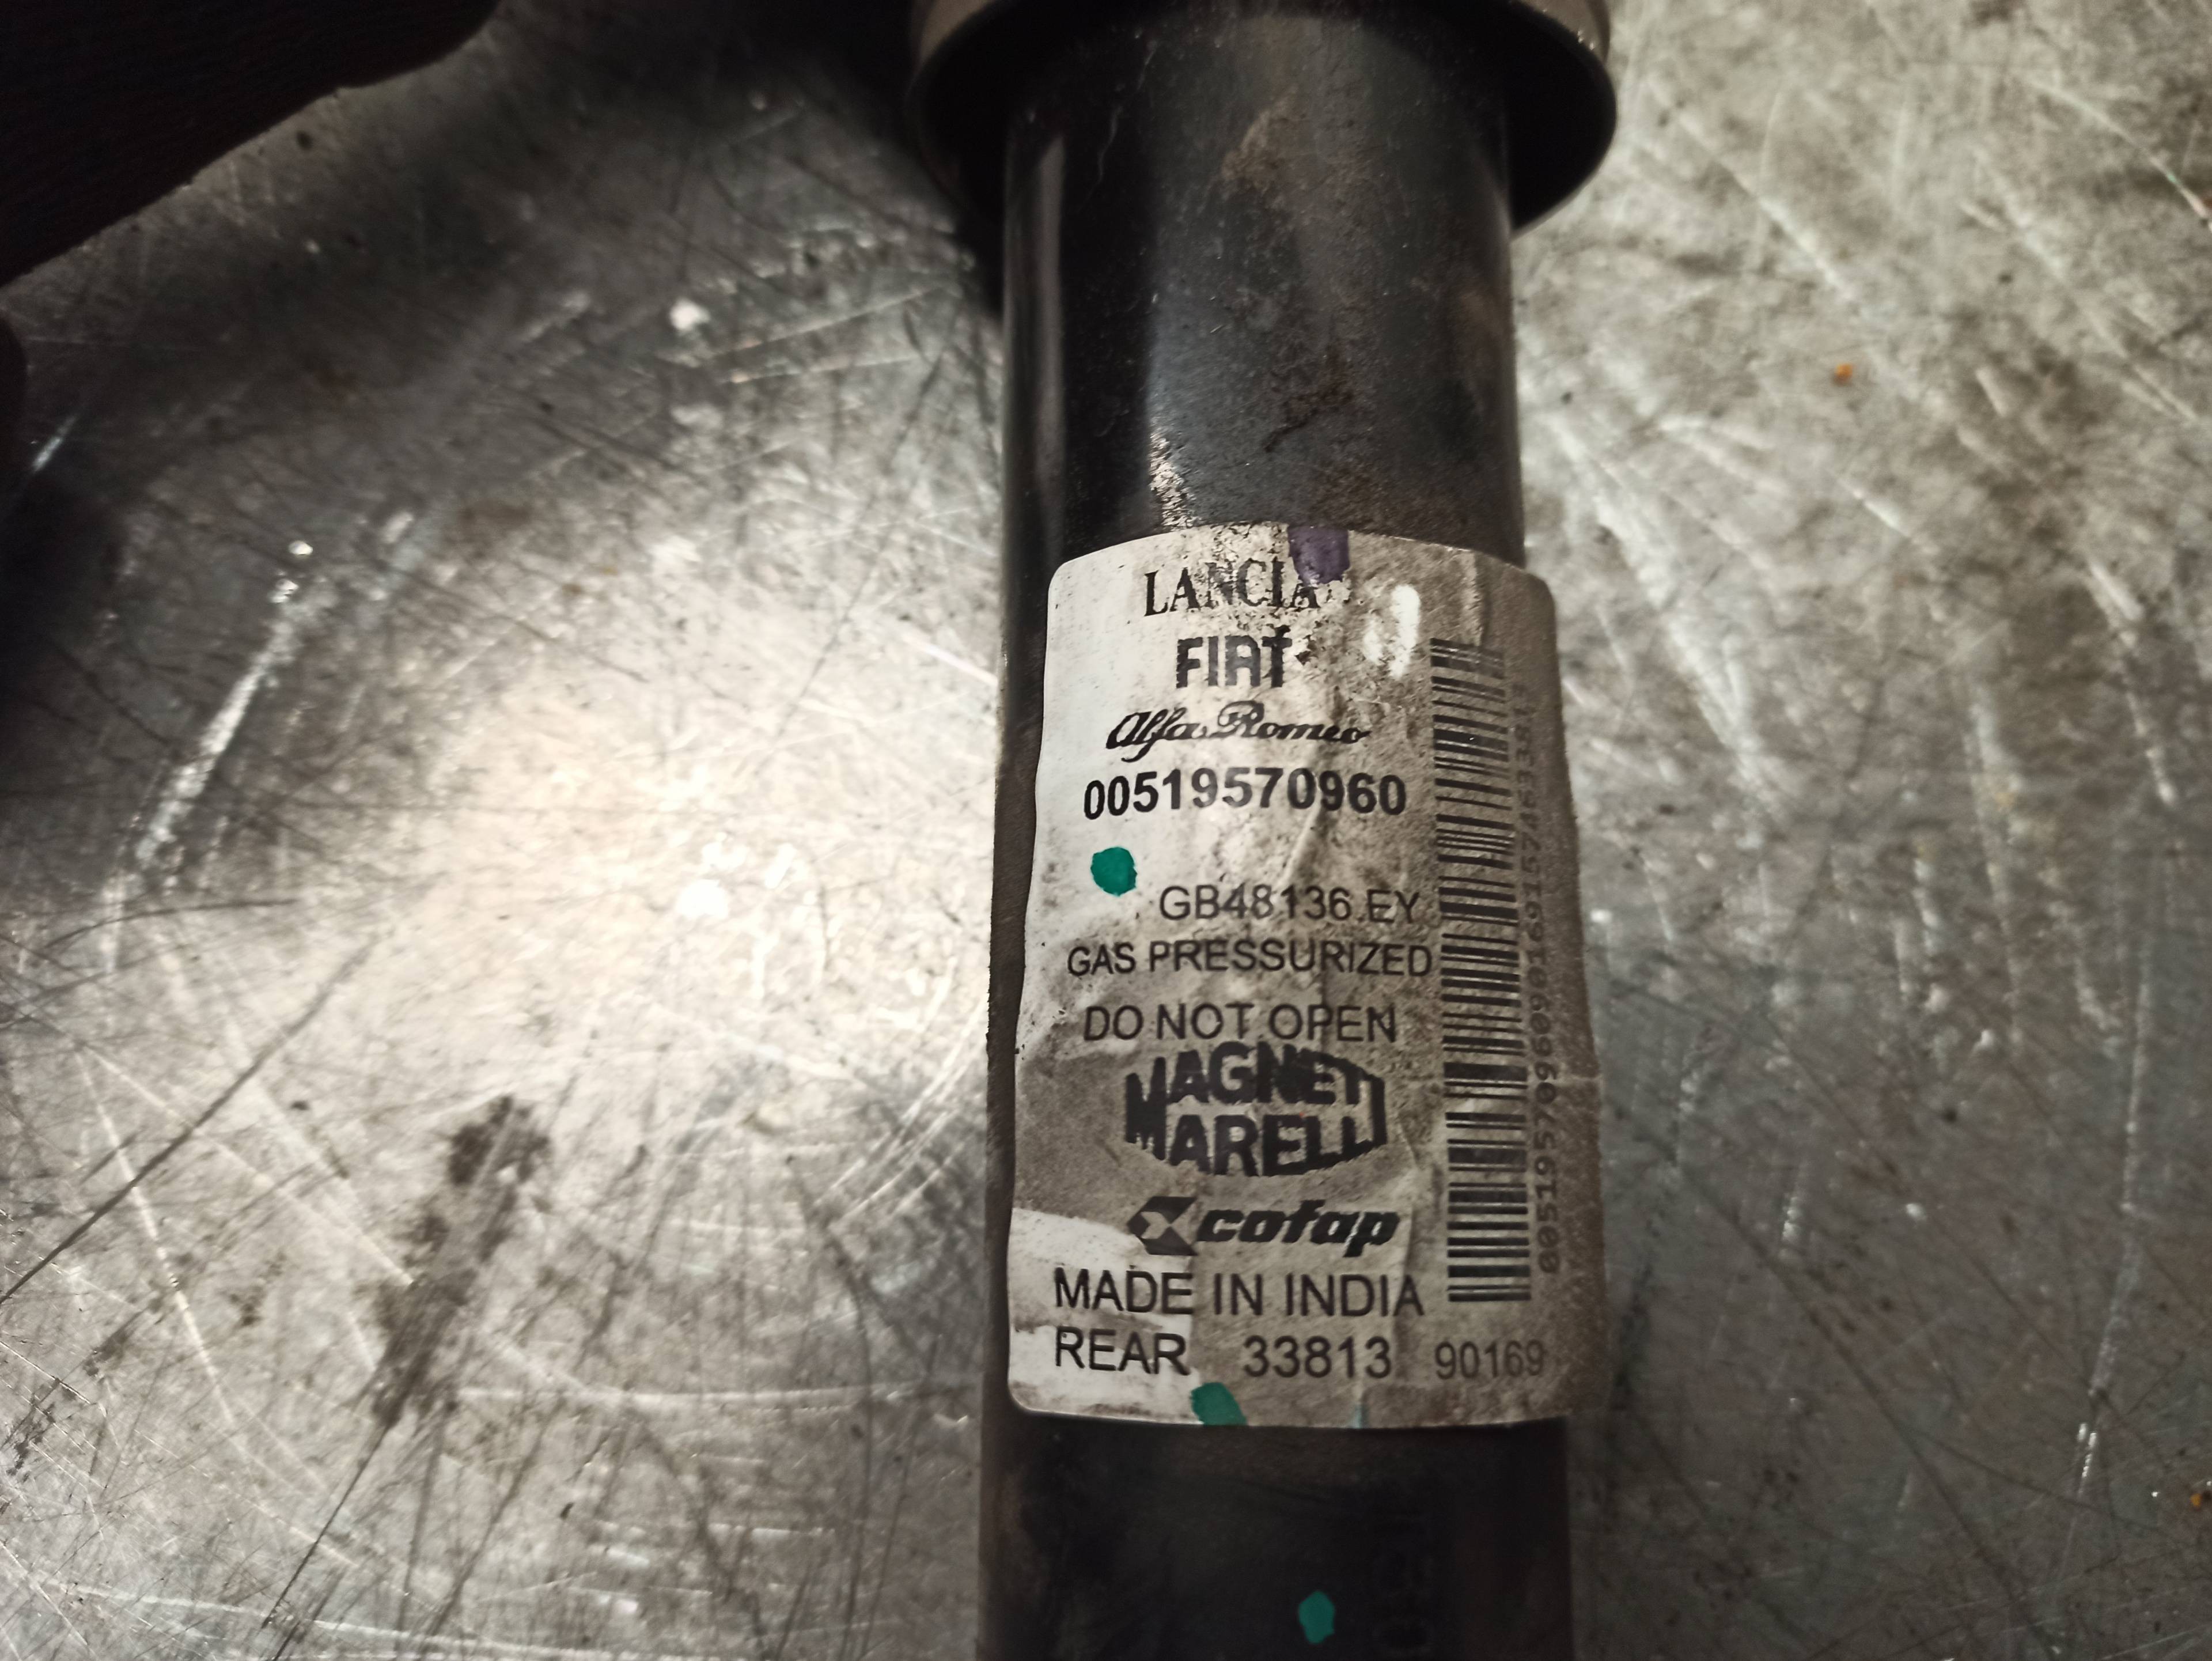 LANCIA
FIAT
Alfa Romeo
00519570960
GB48136.EY
GAS PRESSURIZED
DO NOT OPEN
MAGNETI
MARELLI
cofap
MADE IN INDIA
REAR 33813 90169